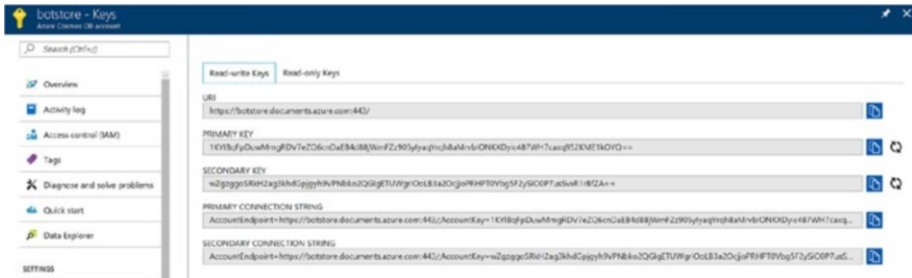 botstore - Keys
Azure Cosmos DB account
Search (Ctrl+/)
Overview
Activity log
Access control (IAM)
Tags
Diagnose and solve problems
Quick start
Data Explorer
SETTINGS
Read-write Keys Read-only Keys
URI
https://botstore.documents.azure.com:443/
PRIMARY KEY
SECONDARY KEY
PRIMARY CONNECTION STRING
AccountEndpoint=https://botstore.documents.azure.com:443/;AccountKey=
SECONDARY CONNECTION STRING
AccountEndpoint=https://botstore.documents.azure.com:443/;AccountKey=